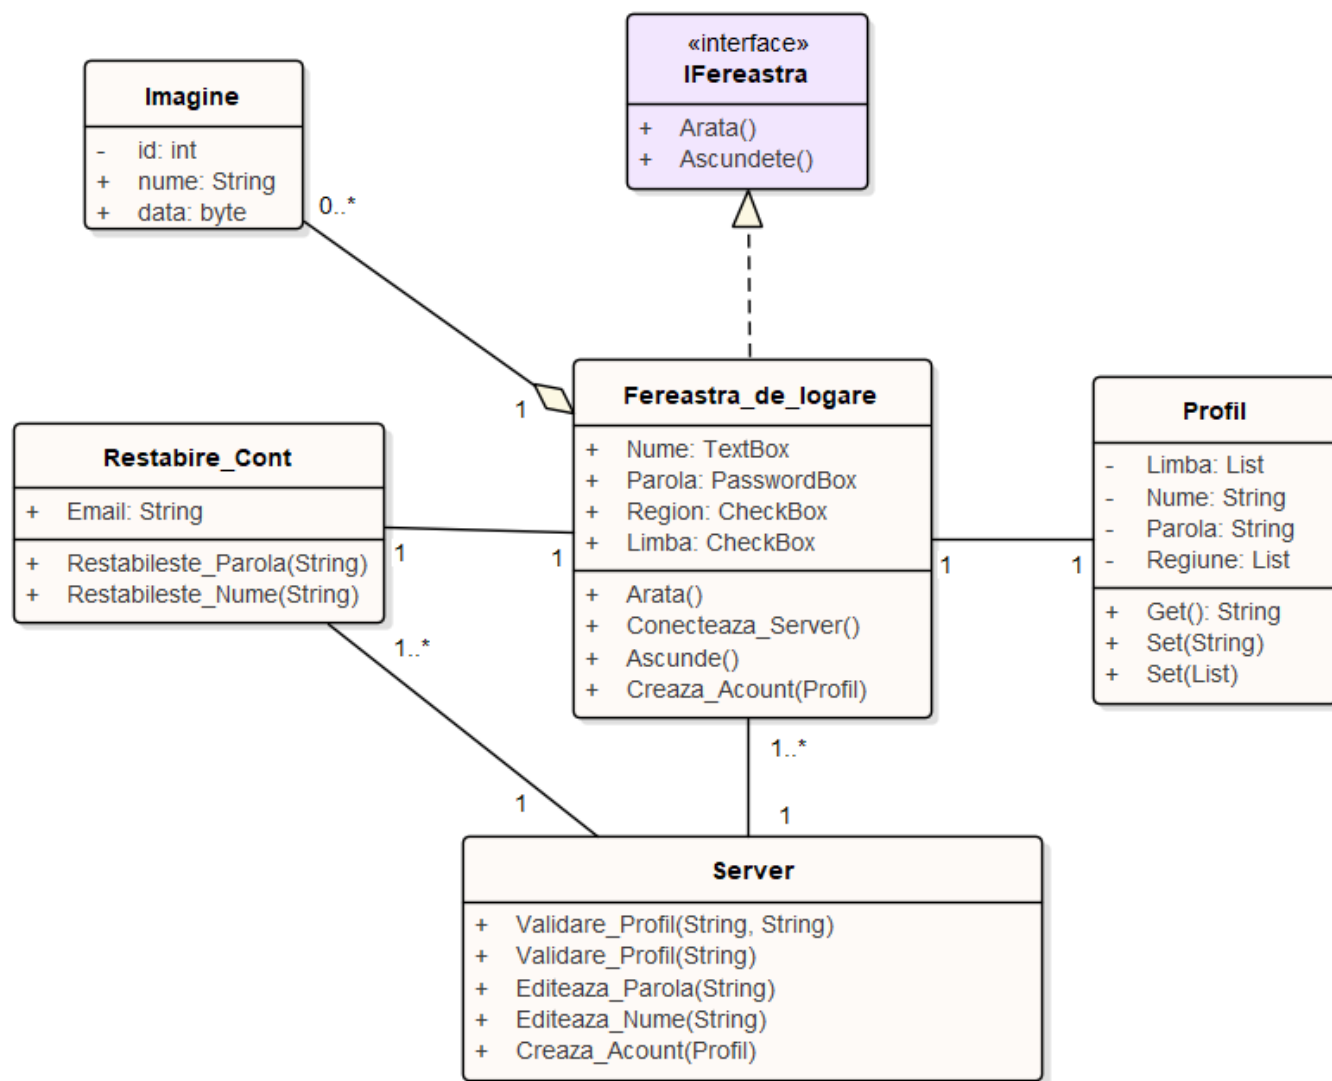 «interface»
IFereastra
+ Arata()
+ Ascundete()
Imagine
- id: int
+ nume: String
+ data: byte
0..*
1
Fereastra_de_logare
+ Nume: TextBox
+ Parola: PasswordBox
+ Region: CheckBox
+ Limba: CheckBox
+ Arata()
+ Conecteaza_Server()
+ Ascunde()
+ Creaza_Acount(Profil)
Profil
- Limba: List
- Nume: String
- Parola: String
- Regiune: List
+ Get(): String
+ Set(String)
+ Set(List)
Restabire_Cont
+ Email: String
+ Restabileste_Parola(String)
+ Restabileste_Nume(String)
1
1
1
1
1..*
1
1..*
1
Server
+ Validare_Profil(String, String)
+ Validare_Profil(String)
+ Editeaza_Parola(String)
+ Editeaza_Nume(String)
+ Creaza_Acount(Profil)